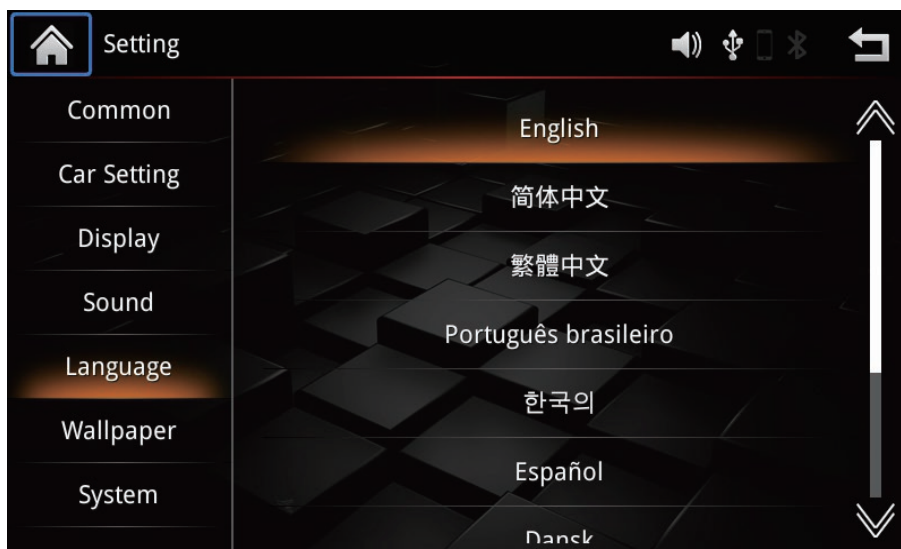 Setting
Common
Car Setting
Display
Sound
Language
Wallpaper
System
English
简体中文
繁體中文
Português brasileiro
한국의
Español
Dansk